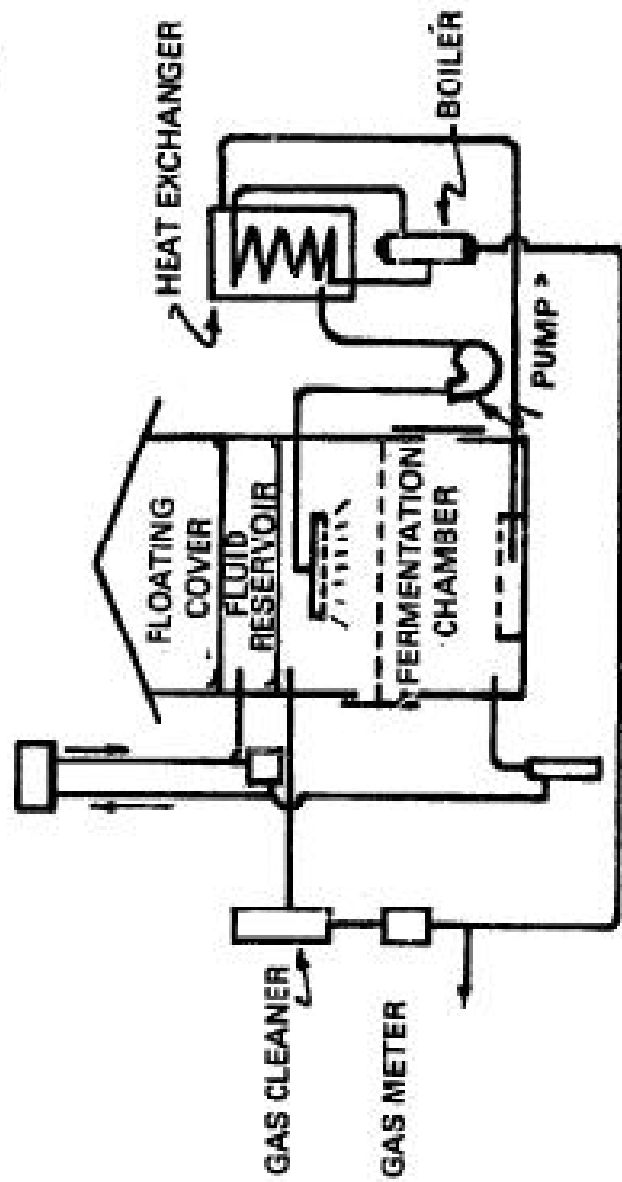 HEAT EXCHANGER
BOILER
PUMP
FLOATING
COVER
FLUID
RESERVOIR
FERMENTATION
CHAMBER
GAS CLEANER
GAS METER